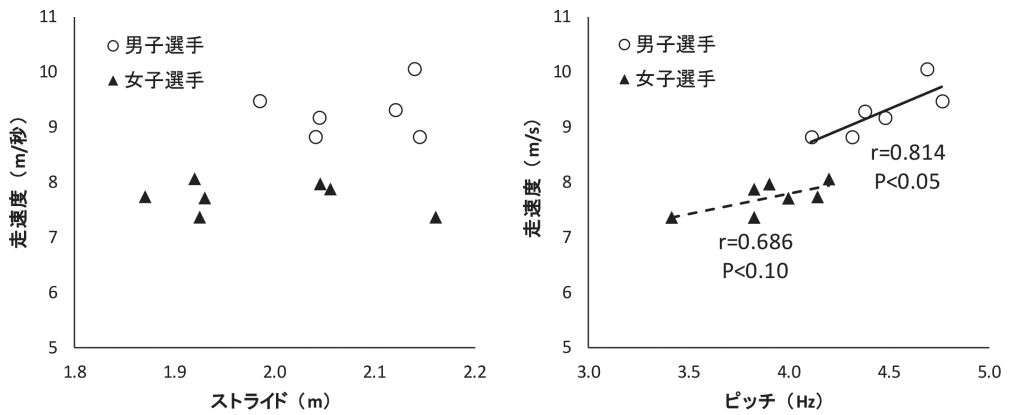 11
10
9
8
7
6
5
走速度（m/秒）
○男子選手
▲女子選手
1.8
1.9
2.0
2.1
2.2
ストライド（m）
11
10
9
8
7
6
5
走速度（m/s）
○男子選手
▲女子選手
r=0.814
P<0.05
r=0.686
P<0.10
3.0
3.5
4.0
4.5
5.0
ピッチ（Hz）